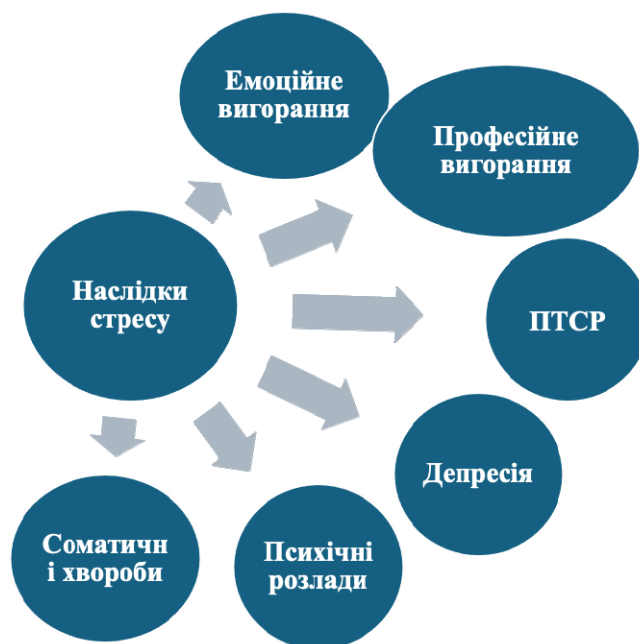 Емоційне
вигорання
Професійне
вигорання
Наслідки
стресу
ПТСР
Депресія
Соматичн
і хвороби
Психічні
розлади